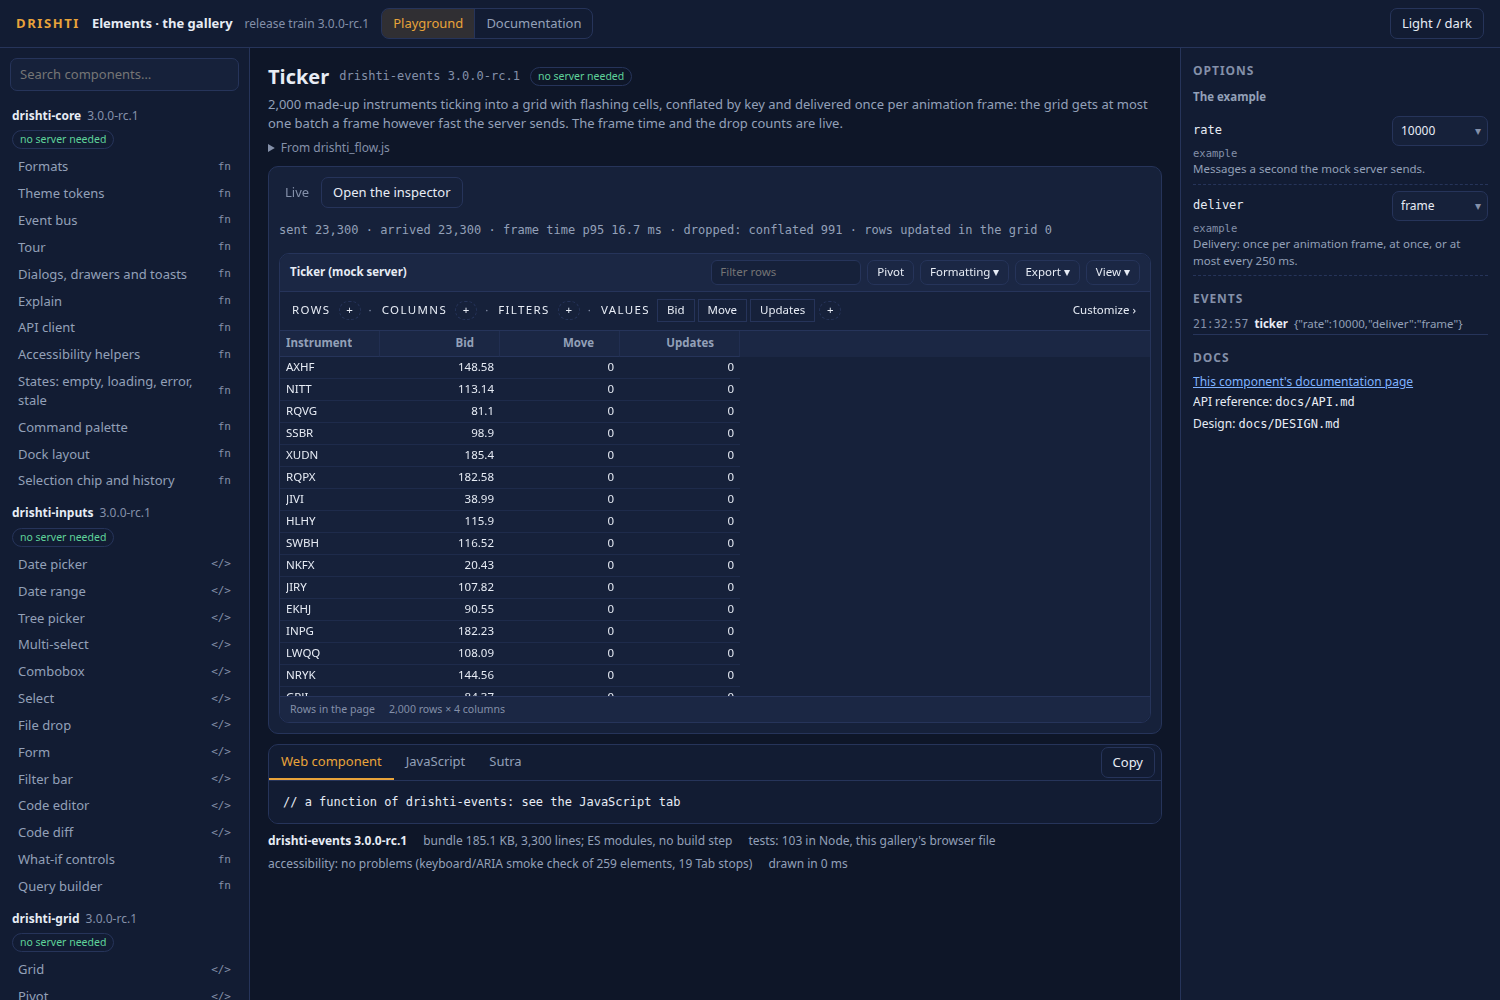 DRISHTI Elements · the gallery release train 3.0.0-rc.1 Playground Documentation Light / dark
Search components...
drishti-core 3.0.0-rc.1
no server needed
Formats fn
Theme tokens fn
Event bus fn
Tour fn
Dialogs, drawers and toasts fn
Explain fn
API client fn
Accessibility helpers fn
States: empty, loading, error, stale fn
Command palette fn
Dock layout fn
Selection chip and history fn
drishti-inputs 3.0.0-rc.1
no server needed
Date picker </>
Date range </>
Tree picker </>
Multi-select </>
Combobox </>
Select </>
File drop </>
Form </>
Filter bar </>
Code editor </>
Code diff </>
What-if controls fn
Query builder fn
drishti-grid 3.0.0-rc.1
no server needed
Grid </>
Pivot </>
Ticker drishti-events 3.0.0-rc.1 no server needed
2,000 made-up instruments ticking into a grid with flashing cells, conflated by key and delivered once per animation frame: the grid gets at most
one batch a frame however fast the server sends. The frame time and the drop counts are live.
▶ From drishti_flow.js
Live Open the inspector
sent 23,300 · arrived 23,300 · frame time p95 16.7 ms · dropped: conflated 991 · rows updated in the grid 0
Ticker (mock server) Filter rows Pivot Formatting ▾ Export ▾ View ▾
ROWS + · COLUMNS + · FILTERS + · VALUES Bid Move Updates + Customize ›
Instrument Bid Move Updates
AXHF 148.58 0 0
NITT 113.14 0 0
RQVG 81.1 0 0
SSBR 98.9 0 0
XUDN 185.4 0 0
RQPX 182.58 0 0
JIVI 38.99 0 0
HLHY 115.9 0 0
SWBH 116.52 0 0
NKFX 20.43 0 0
JIRY 107.82 0 0
EKHJ 90.55 0 0
INPG 182.23 0 0
LWQQ 108.09 0 0
NRYK 144.56 0 0
Rows in the page 2,000 rows × 4 columns
Web component JavaScript Sutra Copy
// a function of drishti-events: see the JavaScript tab
drishti-events 3.0.0-rc.1 bundle 185.1 KB, 3,300 lines; ES modules, no build step tests: 103 in Node, this gallery's browser file
accessibility: no problems (keyboard/ARIA smoke check of 259 elements, 19 Tab stops) drawn in 0 ms
OPTIONS
The example
rate 10000 ▾
example
Messages a second the mock server sends.
deliver frame ▾
example
Delivery: once per animation frame, at once, or at
most every 250 ms.
EVENTS
21:32:57 ticker {"rate":10000,"deliver":"frame"}
DOCS
This component's documentation page
API reference: docs/API.md
Design: docs/DESIGN.md